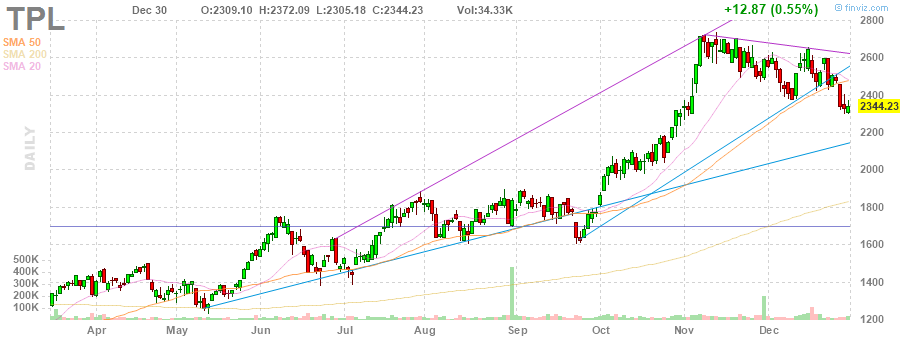 TPL Dec 30 O:2309.10 H:2372.09 L:2305.18 C:2344.23 Vol:34.33K +12.87 (0.55%) © finviz.com
SMA 50
SMA 200
SMA 20
DAILY
2800
2600
2400
2344.23
2200
2000
1800
1600
1400
1200
500K
400K
300K
200K
100K
Apr May Jun Jul Aug Sep Oct Nov Dec